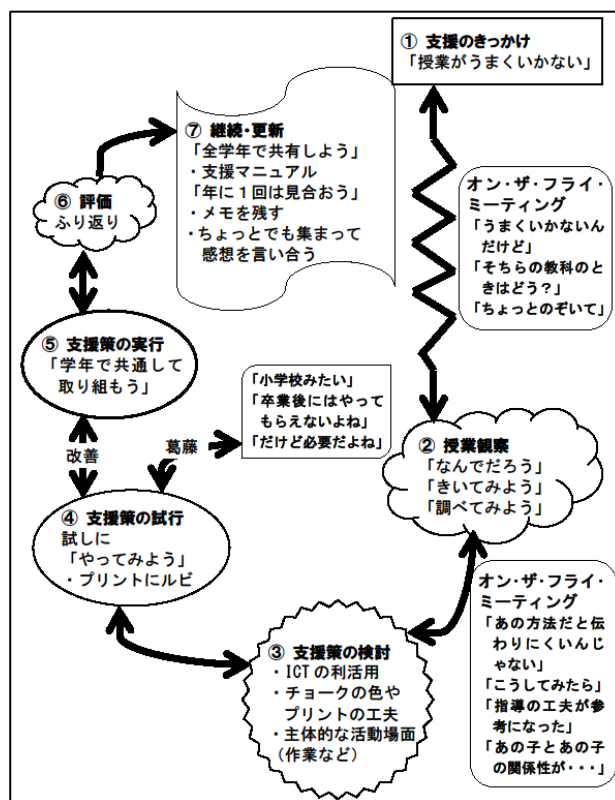 ① 支援のきっかけ
「授業がうまくいかない」
オン・ザ・フライ・
ミーティング
「うまくいかないん
だけど」
「そちらの教科のと
きはどう？」
「ちょっとのぞいて」
② 授業観察
「なんでだろう」
「きいてみよう」
「調べてみよう」
オン・ザ・フライ・
ミーティング
「あの方法だと伝
わりにくいんじ
ゃない」
「こうしてみたら」
「指導の工夫が参
考になった」
「あの子とあの子
の関係性が・・・」
③ 支援策の検討
・ICT の利活用
・チョークの色や
プリントの工夫
・主体的な活動場面
（作業など）
④ 支援策の試行
試しに
「やってみよう」
・プリントにルビ
葛藤
「小学校みたい」
「卒業後にはやって
もらえないよね」
「だけど必要だよね」
改善
⑤ 支援策の実行
「学年で共通して
取り組もう」
⑥ 評価
ふり返り
⑦ 継続・更新
「全学年で共有しよう」
・支援マニュアル
「年に１回は見合おう」
・メモを残す
・ちょっとでも集まって
感想を言い合う